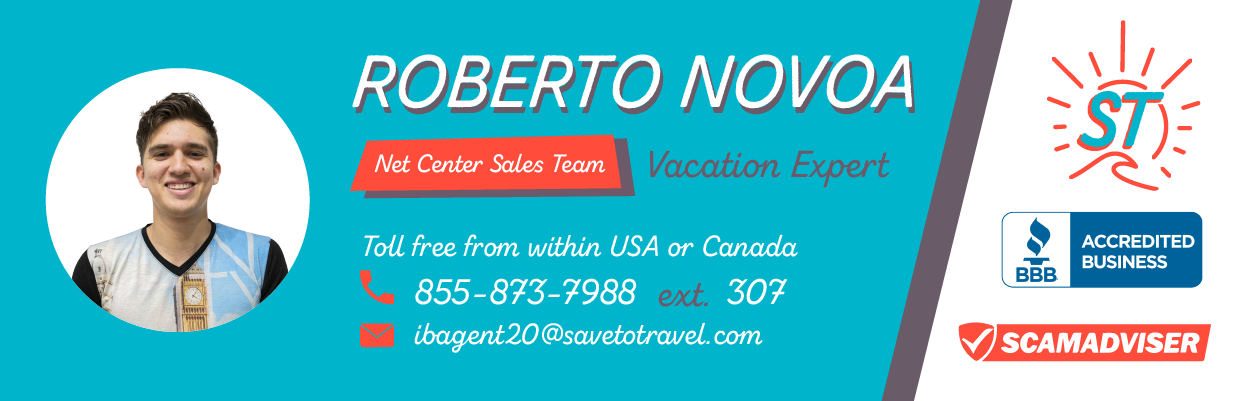 ROBERTO NOVOA
Net Center Sales Team
Vacation Expert
Toll free from within USA or Canada
855-873-7988 ext. 307
ibagent20@savetotravel.com
ST
BBB
ACCREDITED
BUSINESS
SCAMADVISER